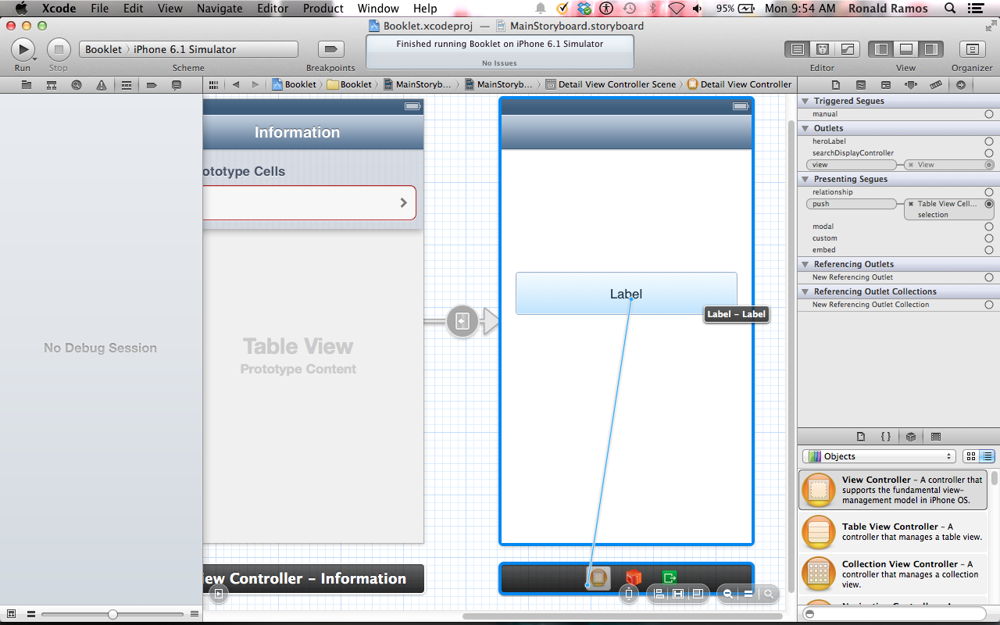 Xcode File Edit View Navigate Editor Product Window Help 95% Mon 9:54 AM Ronald Ramos
Booklet.xcodeproj — MainStoryboard.storyboard
Booklet iPhone 6.1 Simulator
Finished running Booklet on iPhone 6.1 Simulator
No Issues
Run Stop Scheme Breakpoints Editor View Organizer
Booklet Booklet MainStoryb... MainStoryb... Detail View Controller Scene Detail View Controller
No Debug Session
Information
ototype Cells
Table View
Prototype Content
iew Controller - Information
Label
Label - Label
Triggered Segues
manual
Outlets
heroLabel
searchDisplayController
view View
Presenting Segues
relationship
push Table View Cell...
selection
modal
custom
embed
Referencing Outlets
New Referencing Outlet
Referencing Outlet Collections
New Referencing Outlet Collection
{ }
Objects
View Controller - A controller that
supports the fundamental view-
management model in iPhone OS.
Table View Controller - A
controller that manages a table view.
Collection View Controller - A
controller that manages a collection
view.